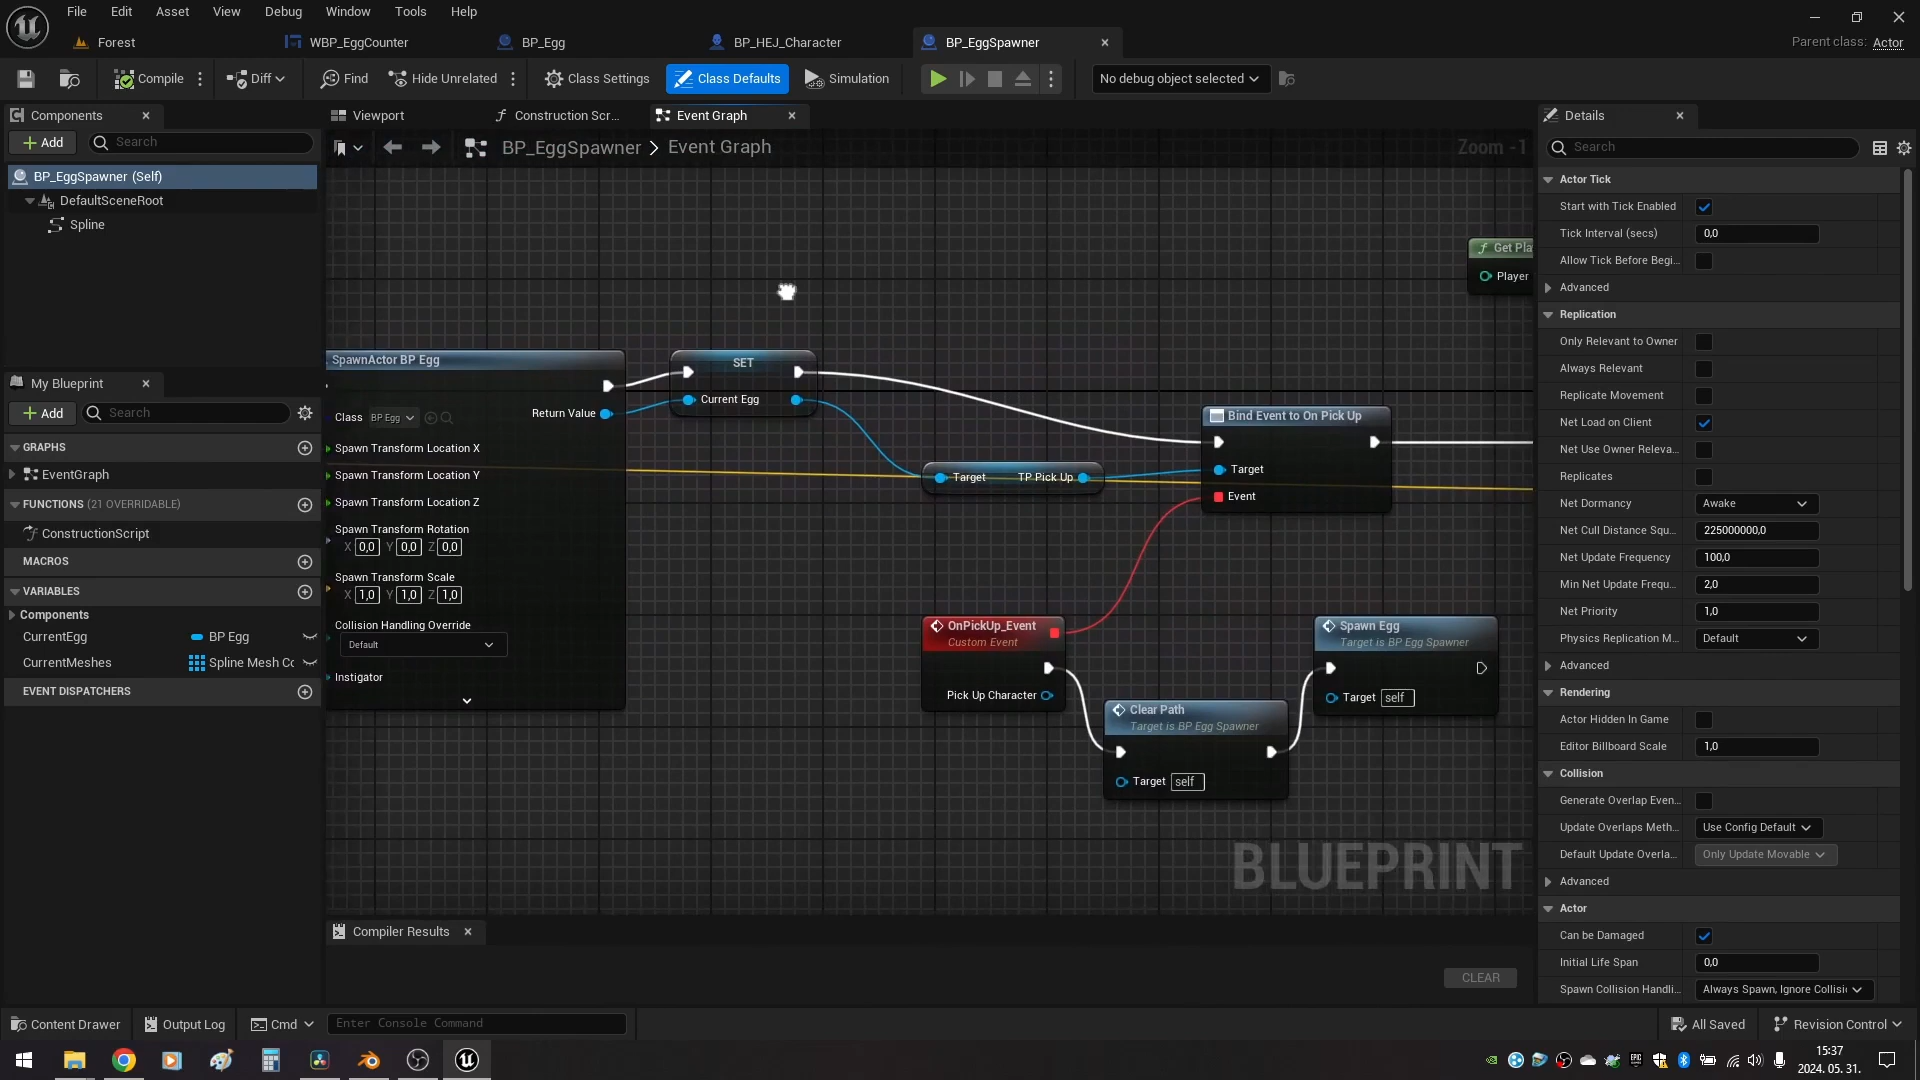 File Edit Asset View Debug Window Tools Help
Forest WBP_EggCounter BP_Egg BP_HEJ_Character BP_EggSpawner Parent class: Actor
Compile Diff Find Hide Unrelated Class Settings Class Defaults Simulation No debug object selected
Components
Add Search
BP_EggSpawner (Self)
DefaultSceneRoot
Spline
My Blueprint
Add Search
GRAPHS
EventGraph
FUNCTIONS (21 OVERRIDABLE)
ConstructionScript
MACROS
VARIABLES
Components
CurrentEgg BP Egg
CurrentMeshes Spline Mesh Co
EVENT DISPATCHERS
Viewport Construction Scr... Event Graph
BP_EggSpawner > Event Graph Zoom -1
Get Pla
Player
SpawnActor BP Egg
Class BP Egg
Return Value
Spawn Transform Location X
Spawn Transform Location Y
Spawn Transform Location Z
Spawn Transform Rotation
X 0,0 Y 0,0 Z 0,0
Spawn Transform Scale
X 1,0 Y 1,0 Z 1,0
Collision Handling Override
Default
Instigator
SET
Current Egg
Target TP Pick Up
Bind Event to On Pick Up
Target
Event
OnPickUp_Event
Custom Event
Pick Up Character
Clear Path
Target is BP Egg Spawner
Target self
Spawn Egg
Target is BP Egg Spawner
Target self
BLUEPRINT
Compiler Results
CLEAR
Details
Search
Actor Tick
Start with Tick Enabled
Tick Interval (secs) 0,0
Allow Tick Before Begi...
Advanced
Replication
Only Relevant to Owner
Always Relevant
Replicate Movement
Net Load on Client
Net Use Owner Releva...
Replicates
Net Dormancy Awake
Net Cull Distance Squ... 225000000,0
Net Update Frequency 100,0
Min Net Update Frequ... 2,0
Net Priority 1,0
Physics Replication M... Default
Advanced
Rendering
Actor Hidden In Game
Editor Billboard Scale 1,0
Collision
Generate Overlap Even...
Update Overlaps Meth... Use Config Default
Default Update Overla... Only Update Movable
Advanced
Actor
Can be Damaged
Initial Life Span 0,0
Spawn Collision Handli... Always Spawn, Ignore Collisi
Content Drawer Output Log Cmd Enter Console Command All Saved Revision Control
15:37
2024. 05. 31.